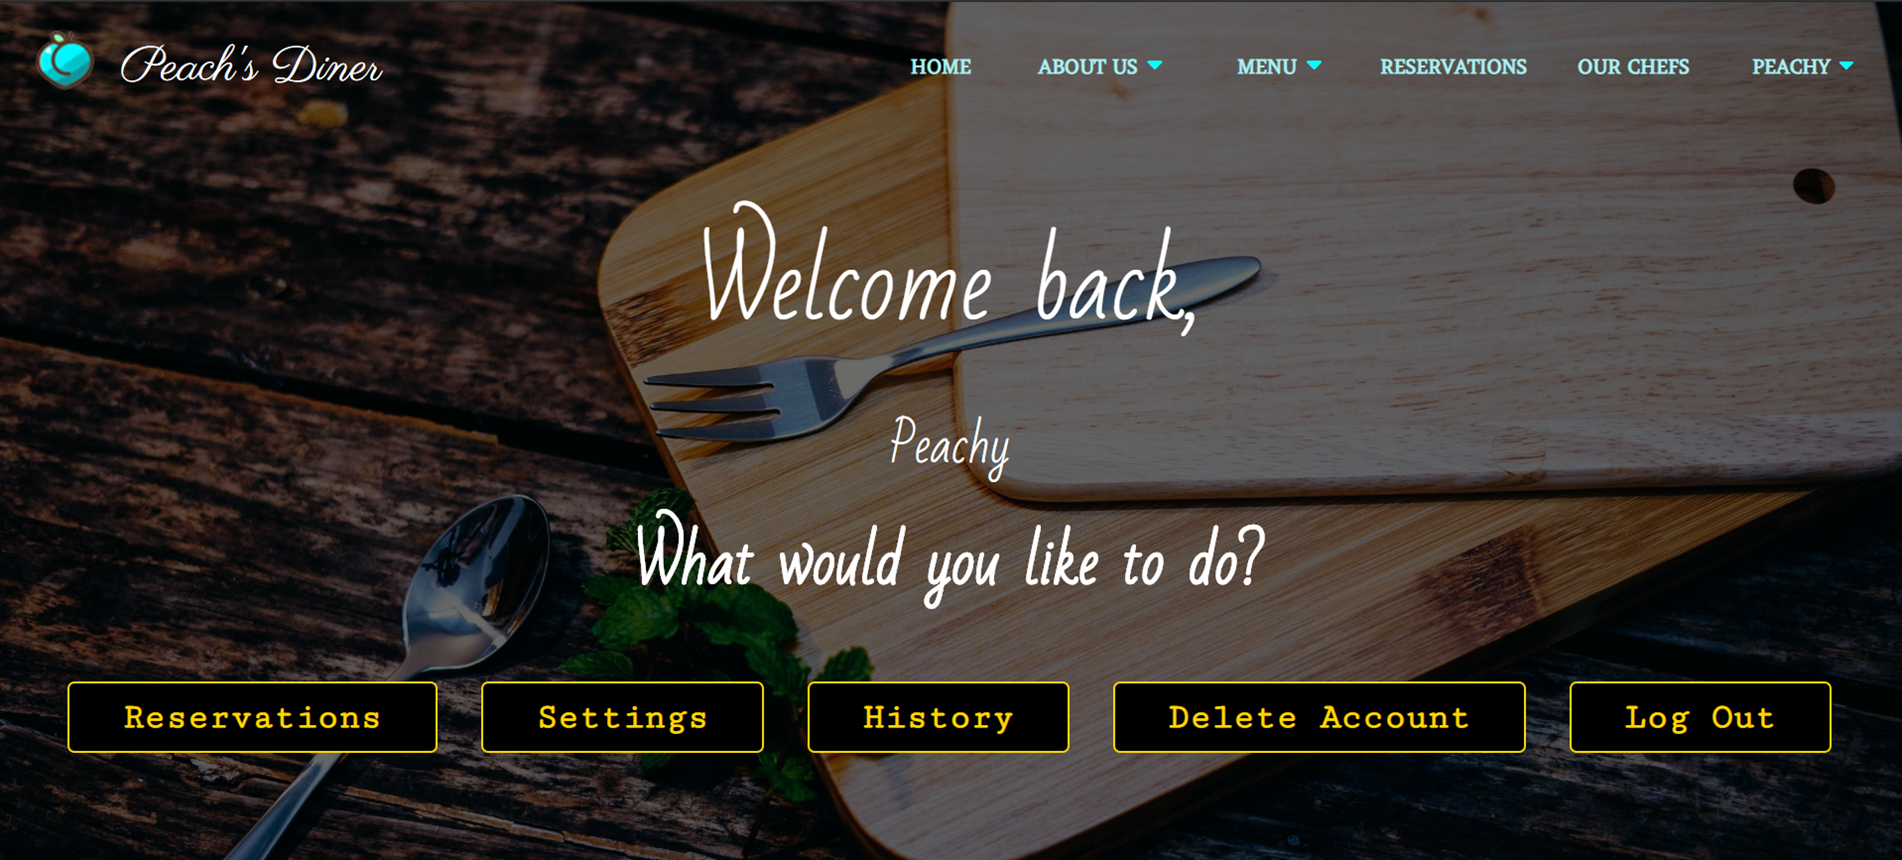 Peach's Diner
HOME ABOUT US MENU RESERVATIONS OUR CHEFS PEACHY
Welcome back,
Peachy
What would you like to do?
Reservations Settings History Delete Account Log Out